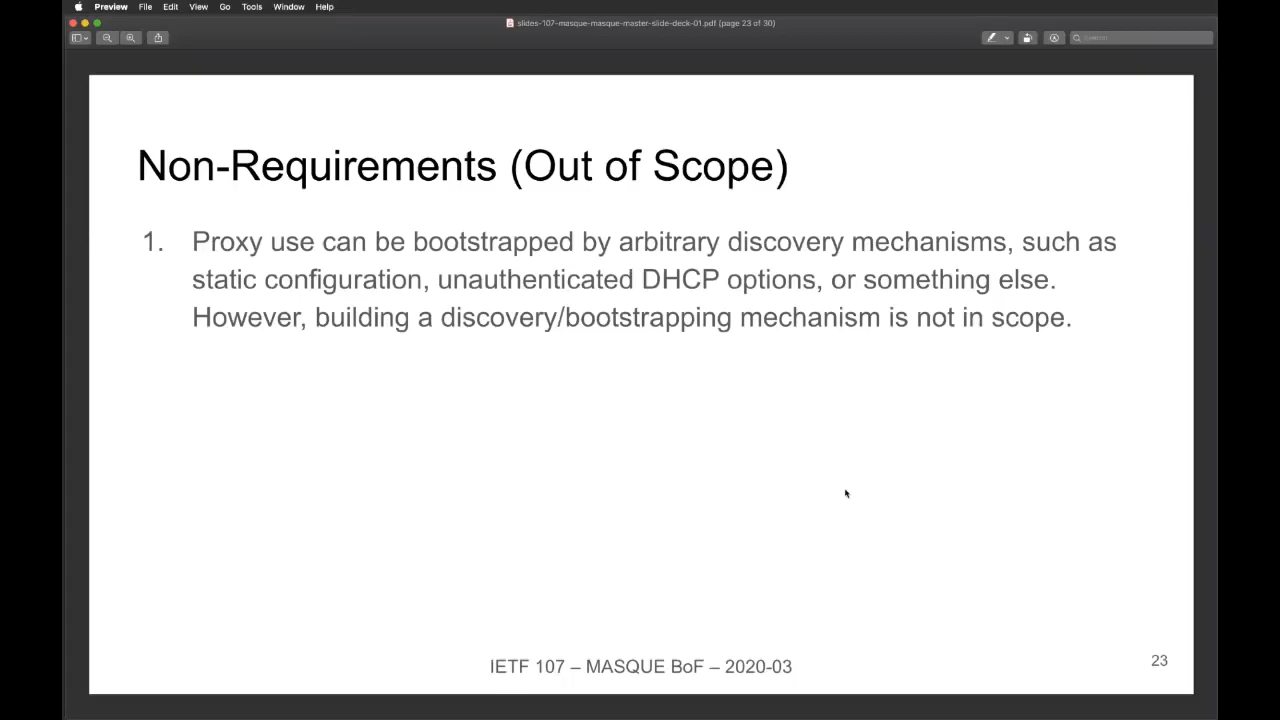 Preview File Edit View Go Tools Window Help
slides-107-masque-masque-master-slide-deck-01.pdf (page 23 of 30)
Search
Non-Requirements (Out of Scope)
1. Proxy use can be bootstrapped by arbitrary discovery mechanisms, such as
static configuration, unauthenticated DHCP options, or something else.
However, building a discovery/bootstrapping mechanism is not in scope.
IETF 107 – MASQUE BoF – 2020-03
23